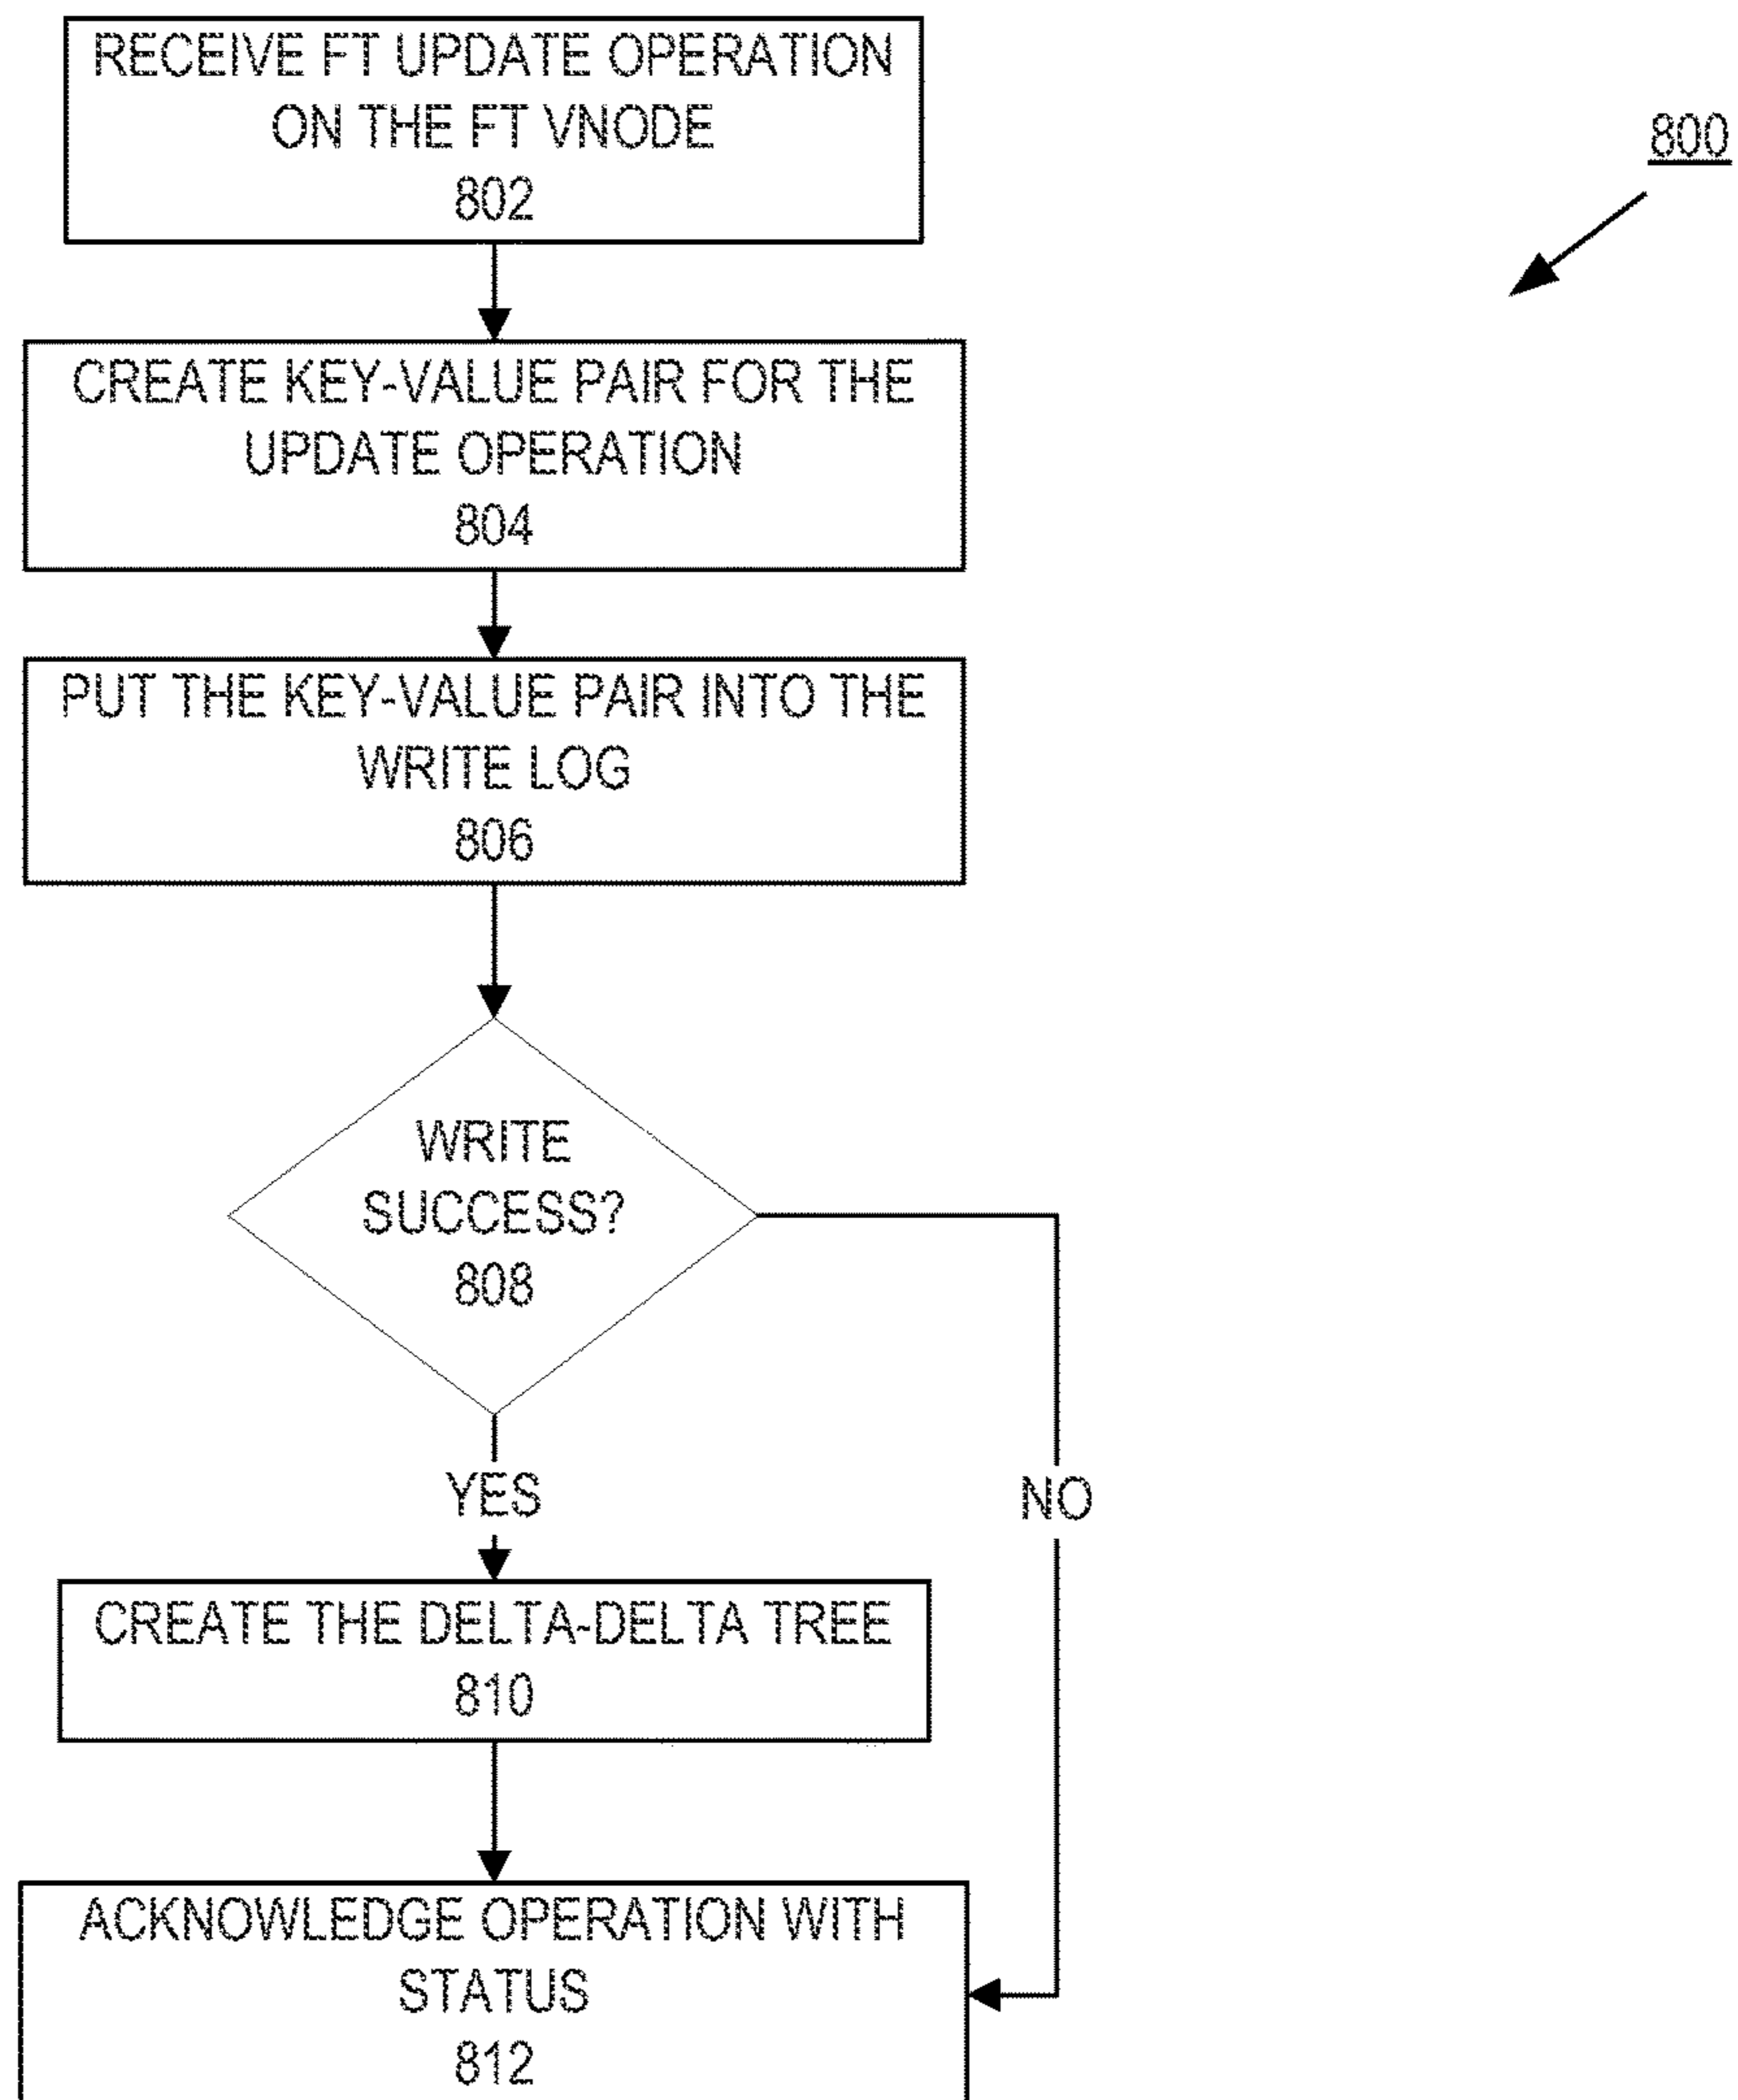 RECEIVE FT UPDATE OPERATION
ON THE FT VNODE
802
800
CREATE KEY-VALUE PAIR FOR THE
UPDATE OPERATION
804
PUT THE KEY-VALUE PAIR INTO THE
WRITE LOG
806
WRITE
SUCCESS?
808
YES
NO
CREATE THE DELTA-DELTA TREE
810
ACKNOWLEDGE OPERATION WITH
STATUS
812